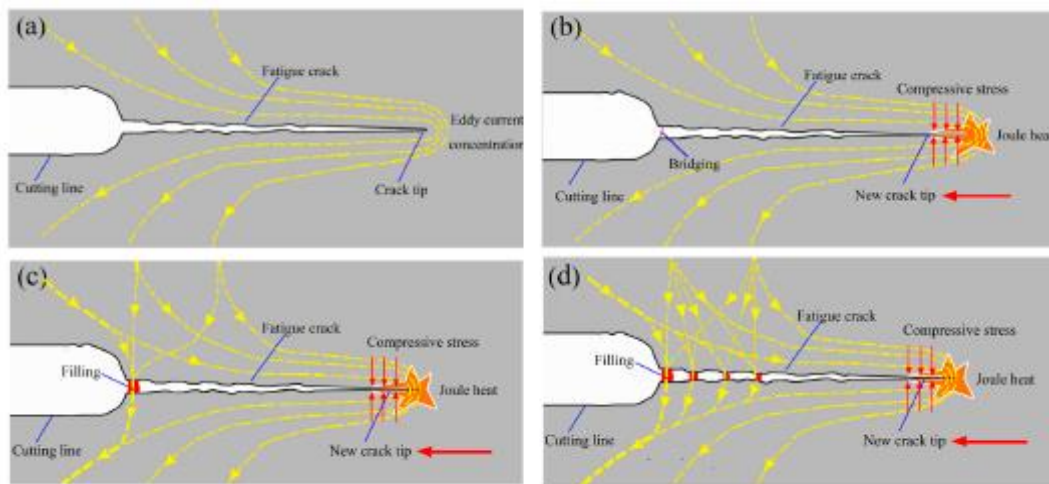 (a)
Fatigue crack
Eddy current
concentration
Cutting line
Crack tip
(b)
Fatigue crack
Compressive stress
Joule heat
Bridging
Cutting line
New crack tip
(c)
Fatigue crack
Compressive stress
Filling
Joule heat
Cutting line
New crack tip
(d)
Fatigue crack
Compressive stress
Filling
Joule heat
Cutting line
New crack tip